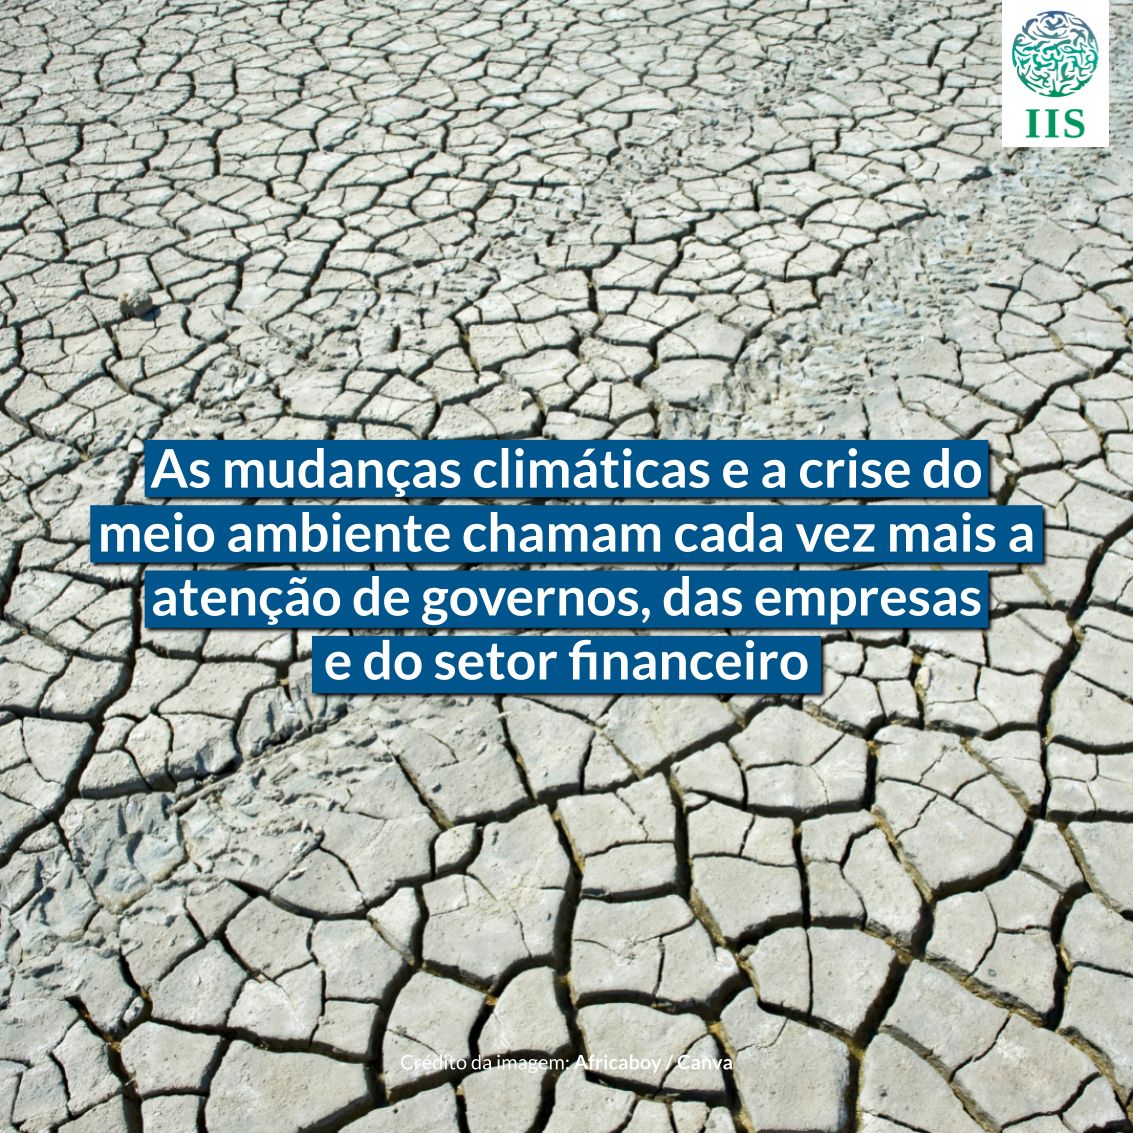 IIS
As mudanças climáticas e a crise do
meio ambiente chamam cada vez mais a
atenção de governos, das empresas
e do setor financeiro
Crédito da imagem: Africaboy / Canva